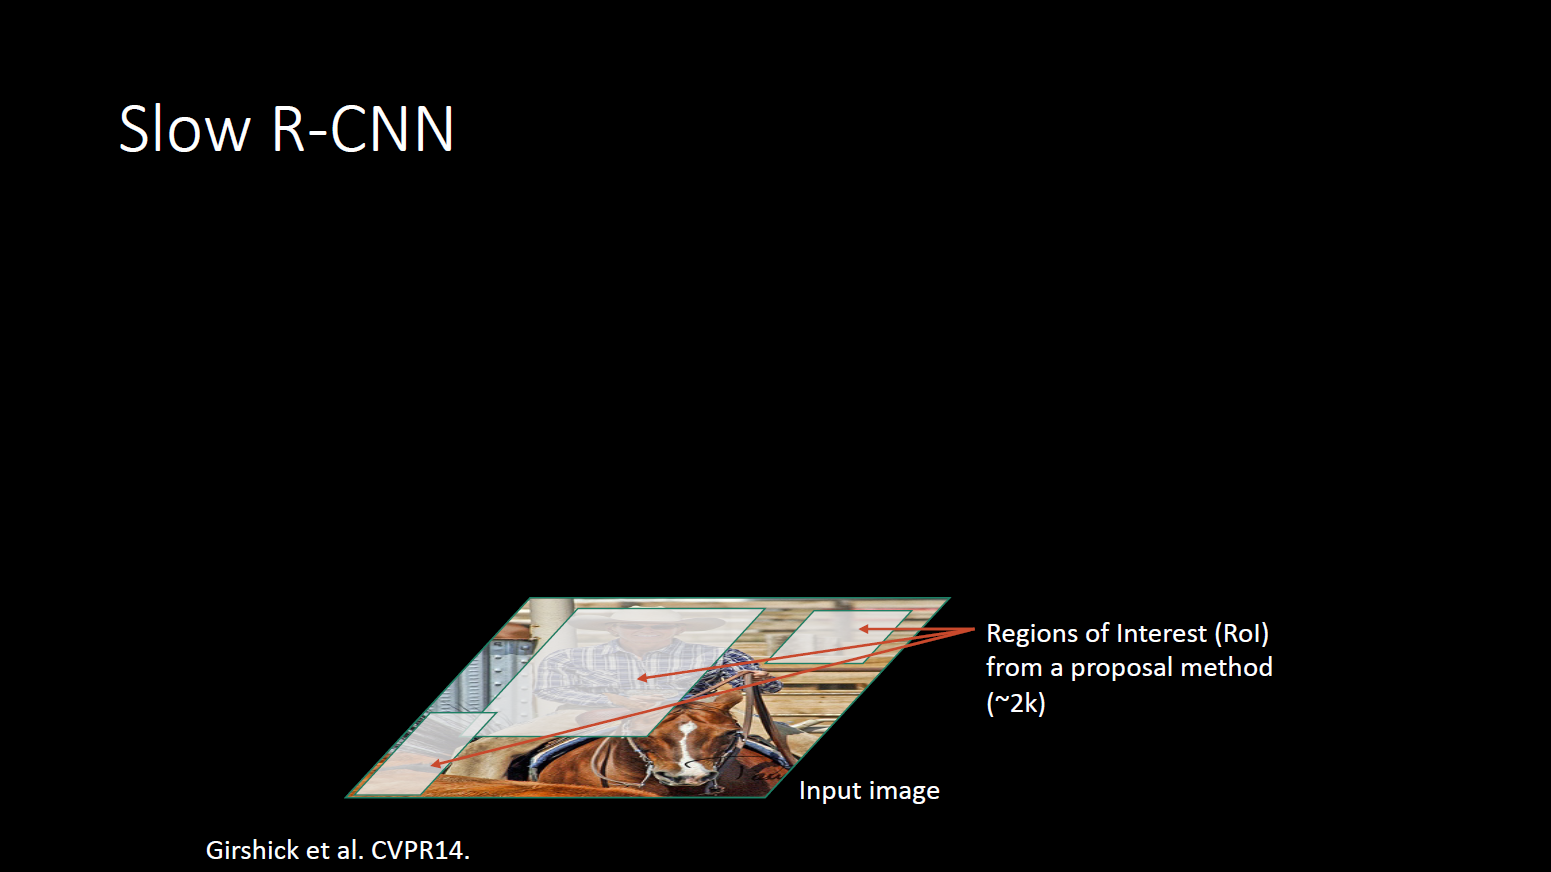 Slow R-CNN
Regions of Interest (RoI)
from a proposal method
(~2k)
Input image
Girshick et al. CVPR14.